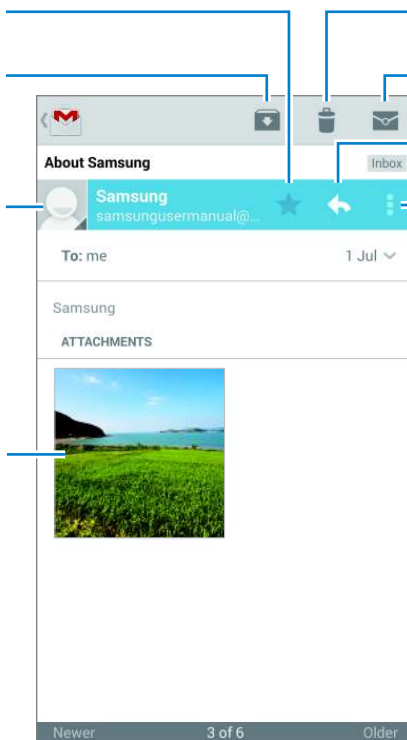 About Samsung
Inbox
Samsung
samsungusermanual@...
To: me
1 Jul
Samsung
ATTACHMENTS
Newer
3 of 6
Older